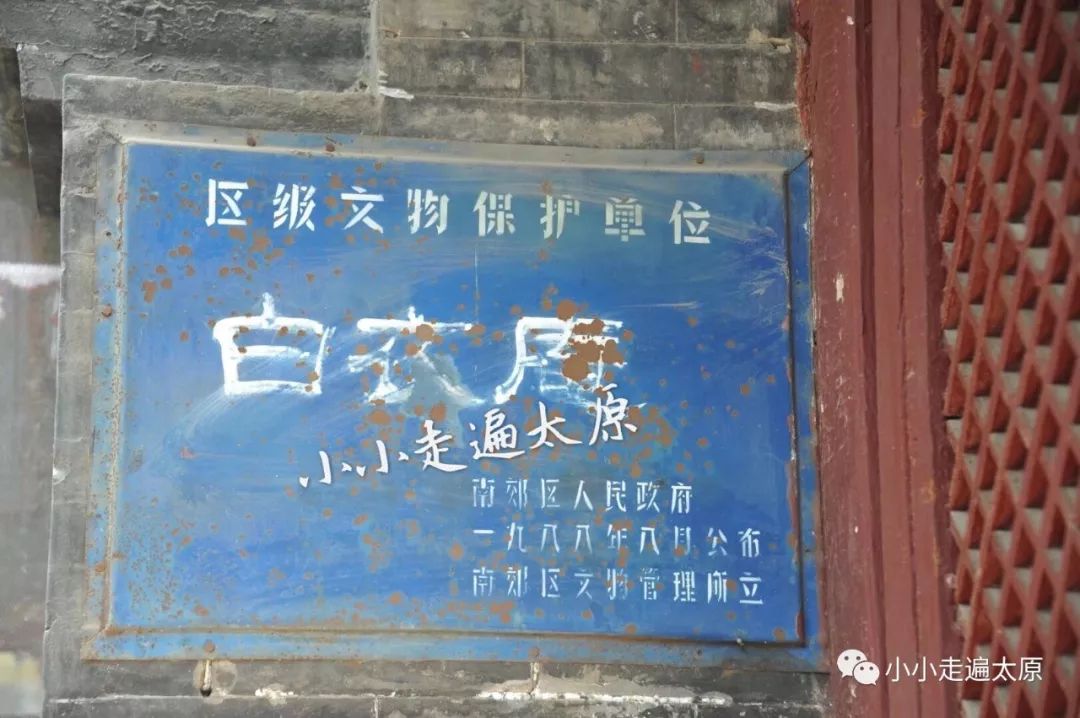 区级文物保护单位
白衣庵
小小走遍太原
南郊区人民政府
一九八八年八月公布
南郊区文物管理所立
小小走遍太原